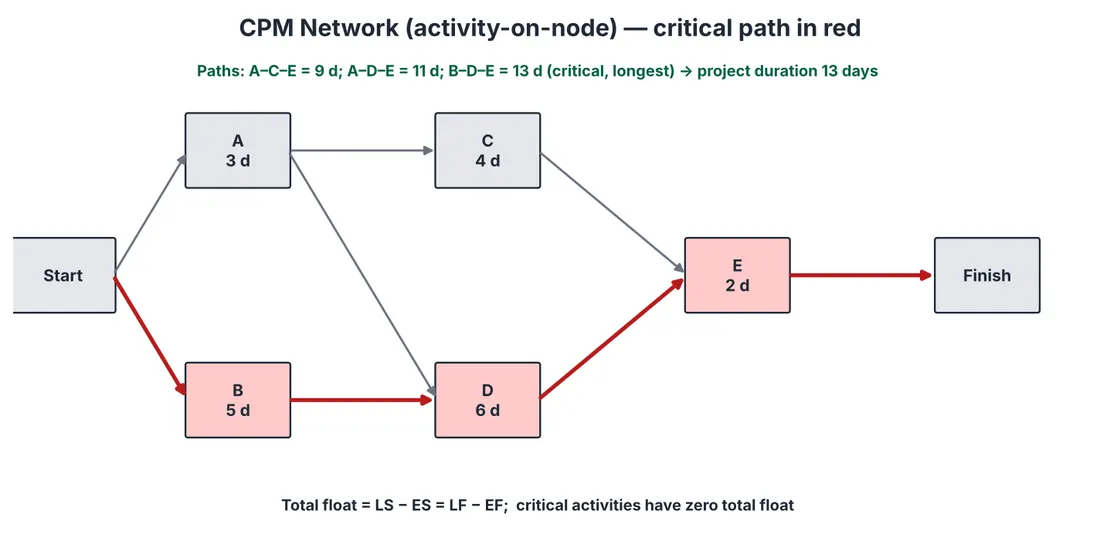 CPM Network (activity-on-node) — critical path in red
Paths: A–C–E = 9 d; A–D–E = 11 d; B–D–E = 13 d (critical, longest) → project duration 13 days
A
3 d
C
4 d
Start
E
2 d
Finish
B
5 d
D
6 d
Total float = LS − ES = LF − EF; critical activities have zero total float